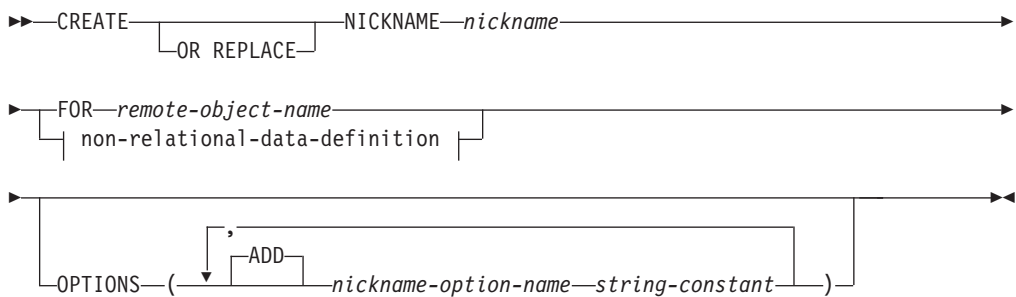 CREATE NICKNAME nickname
OR REPLACE
FOR remote-object-name
non-relational-data-definition
,
ADD
OPTIONS ( nickname-option-name string-constant )